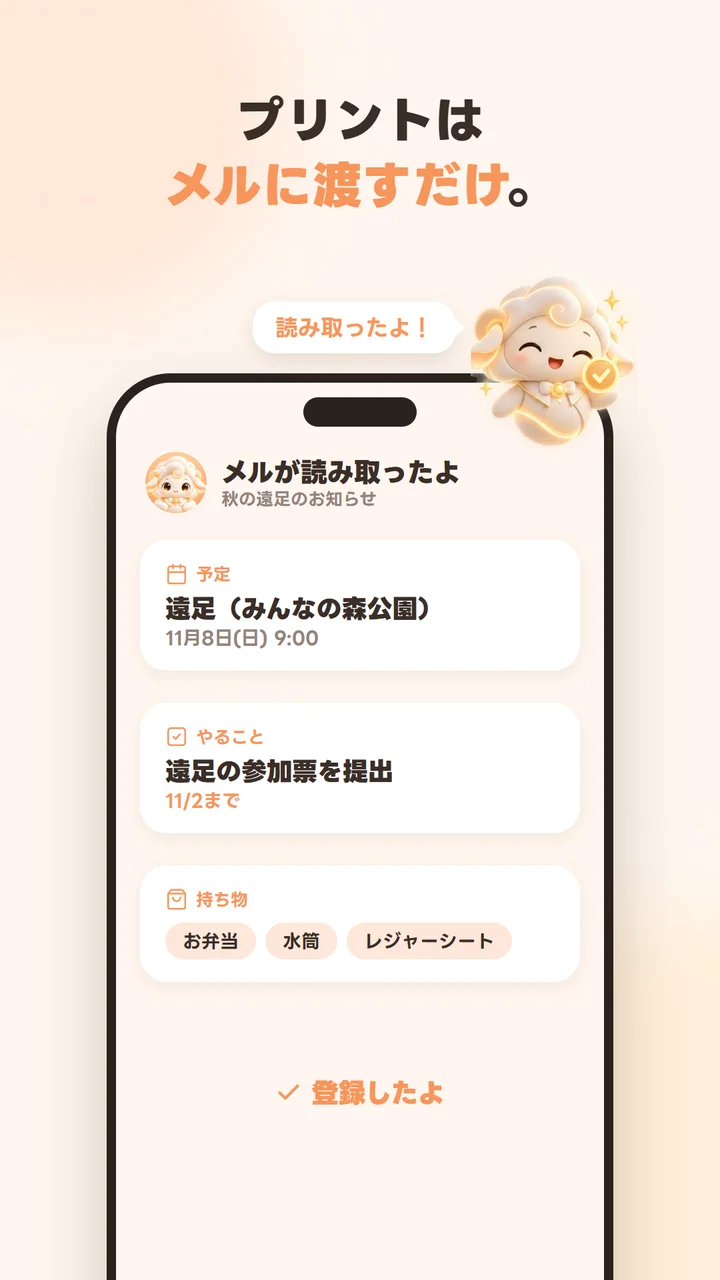 プリントは
メルに渡すだけ。
読み取ったよ！
メルが読み取ったよ
秋の遠足のお知らせ
予定
遠足（みんなの森公園）
11月8日(日) 9:00
やること
遠足の参加票を提出
11/2まで
持ち物
お弁当 水筒 レジャーシート
登録したよ